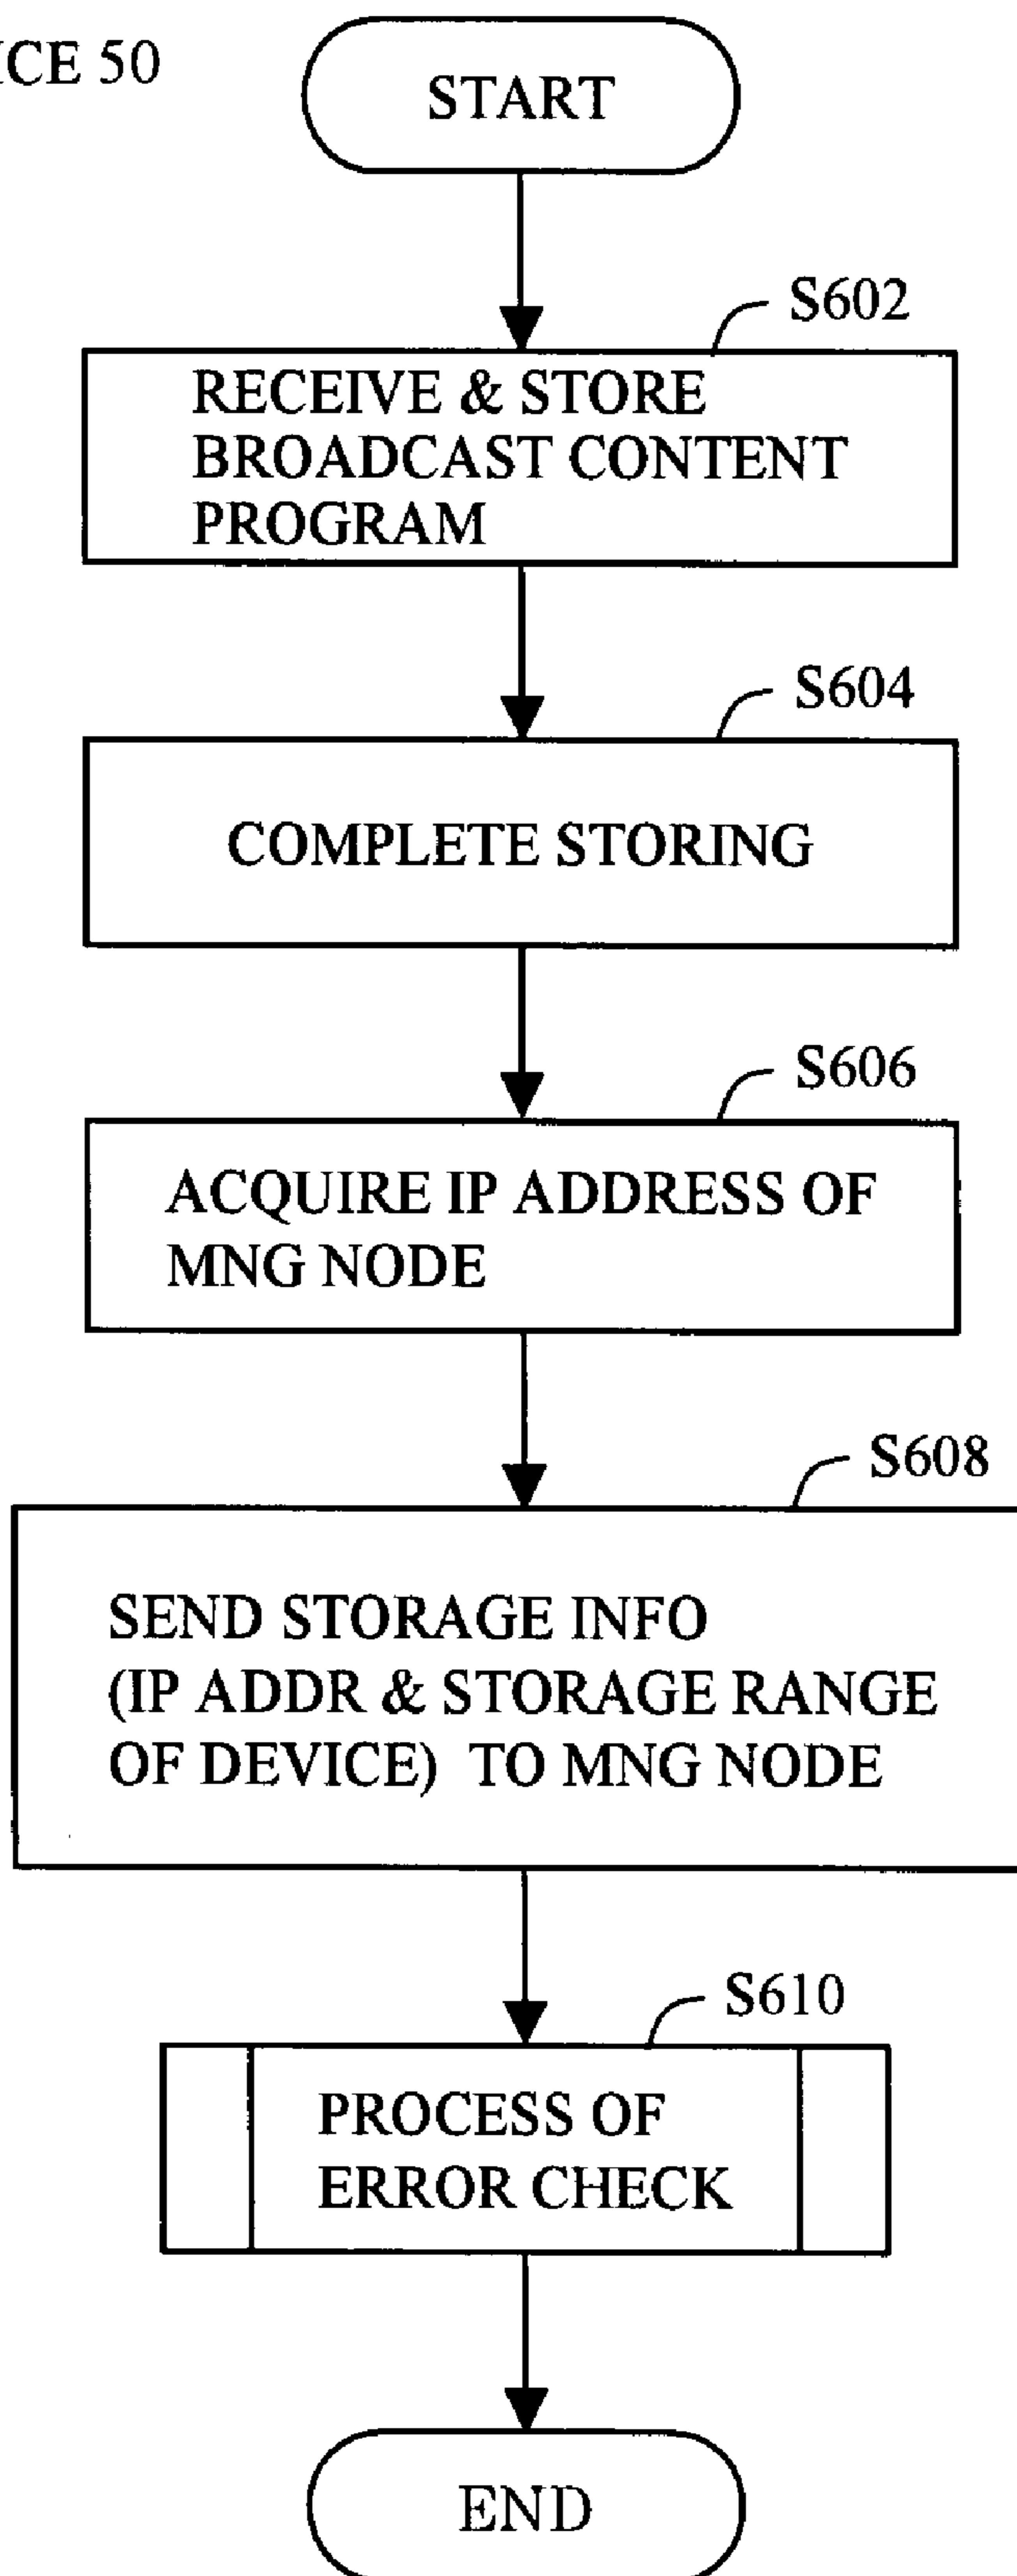 50
START
S602
RECEIVE & STORE
BROADCAST CONTENT
PROGRAM
S604
COMPLETE STORING
S606
ACQUIRE IP ADDRESS OF
MNG NODE
S608
SEND STORAGE INFO
(IP ADDR & STORAGE RANGE
OF DEVICE) TO MNG NODE
S610
PROCESS OF
ERROR CHECK
END